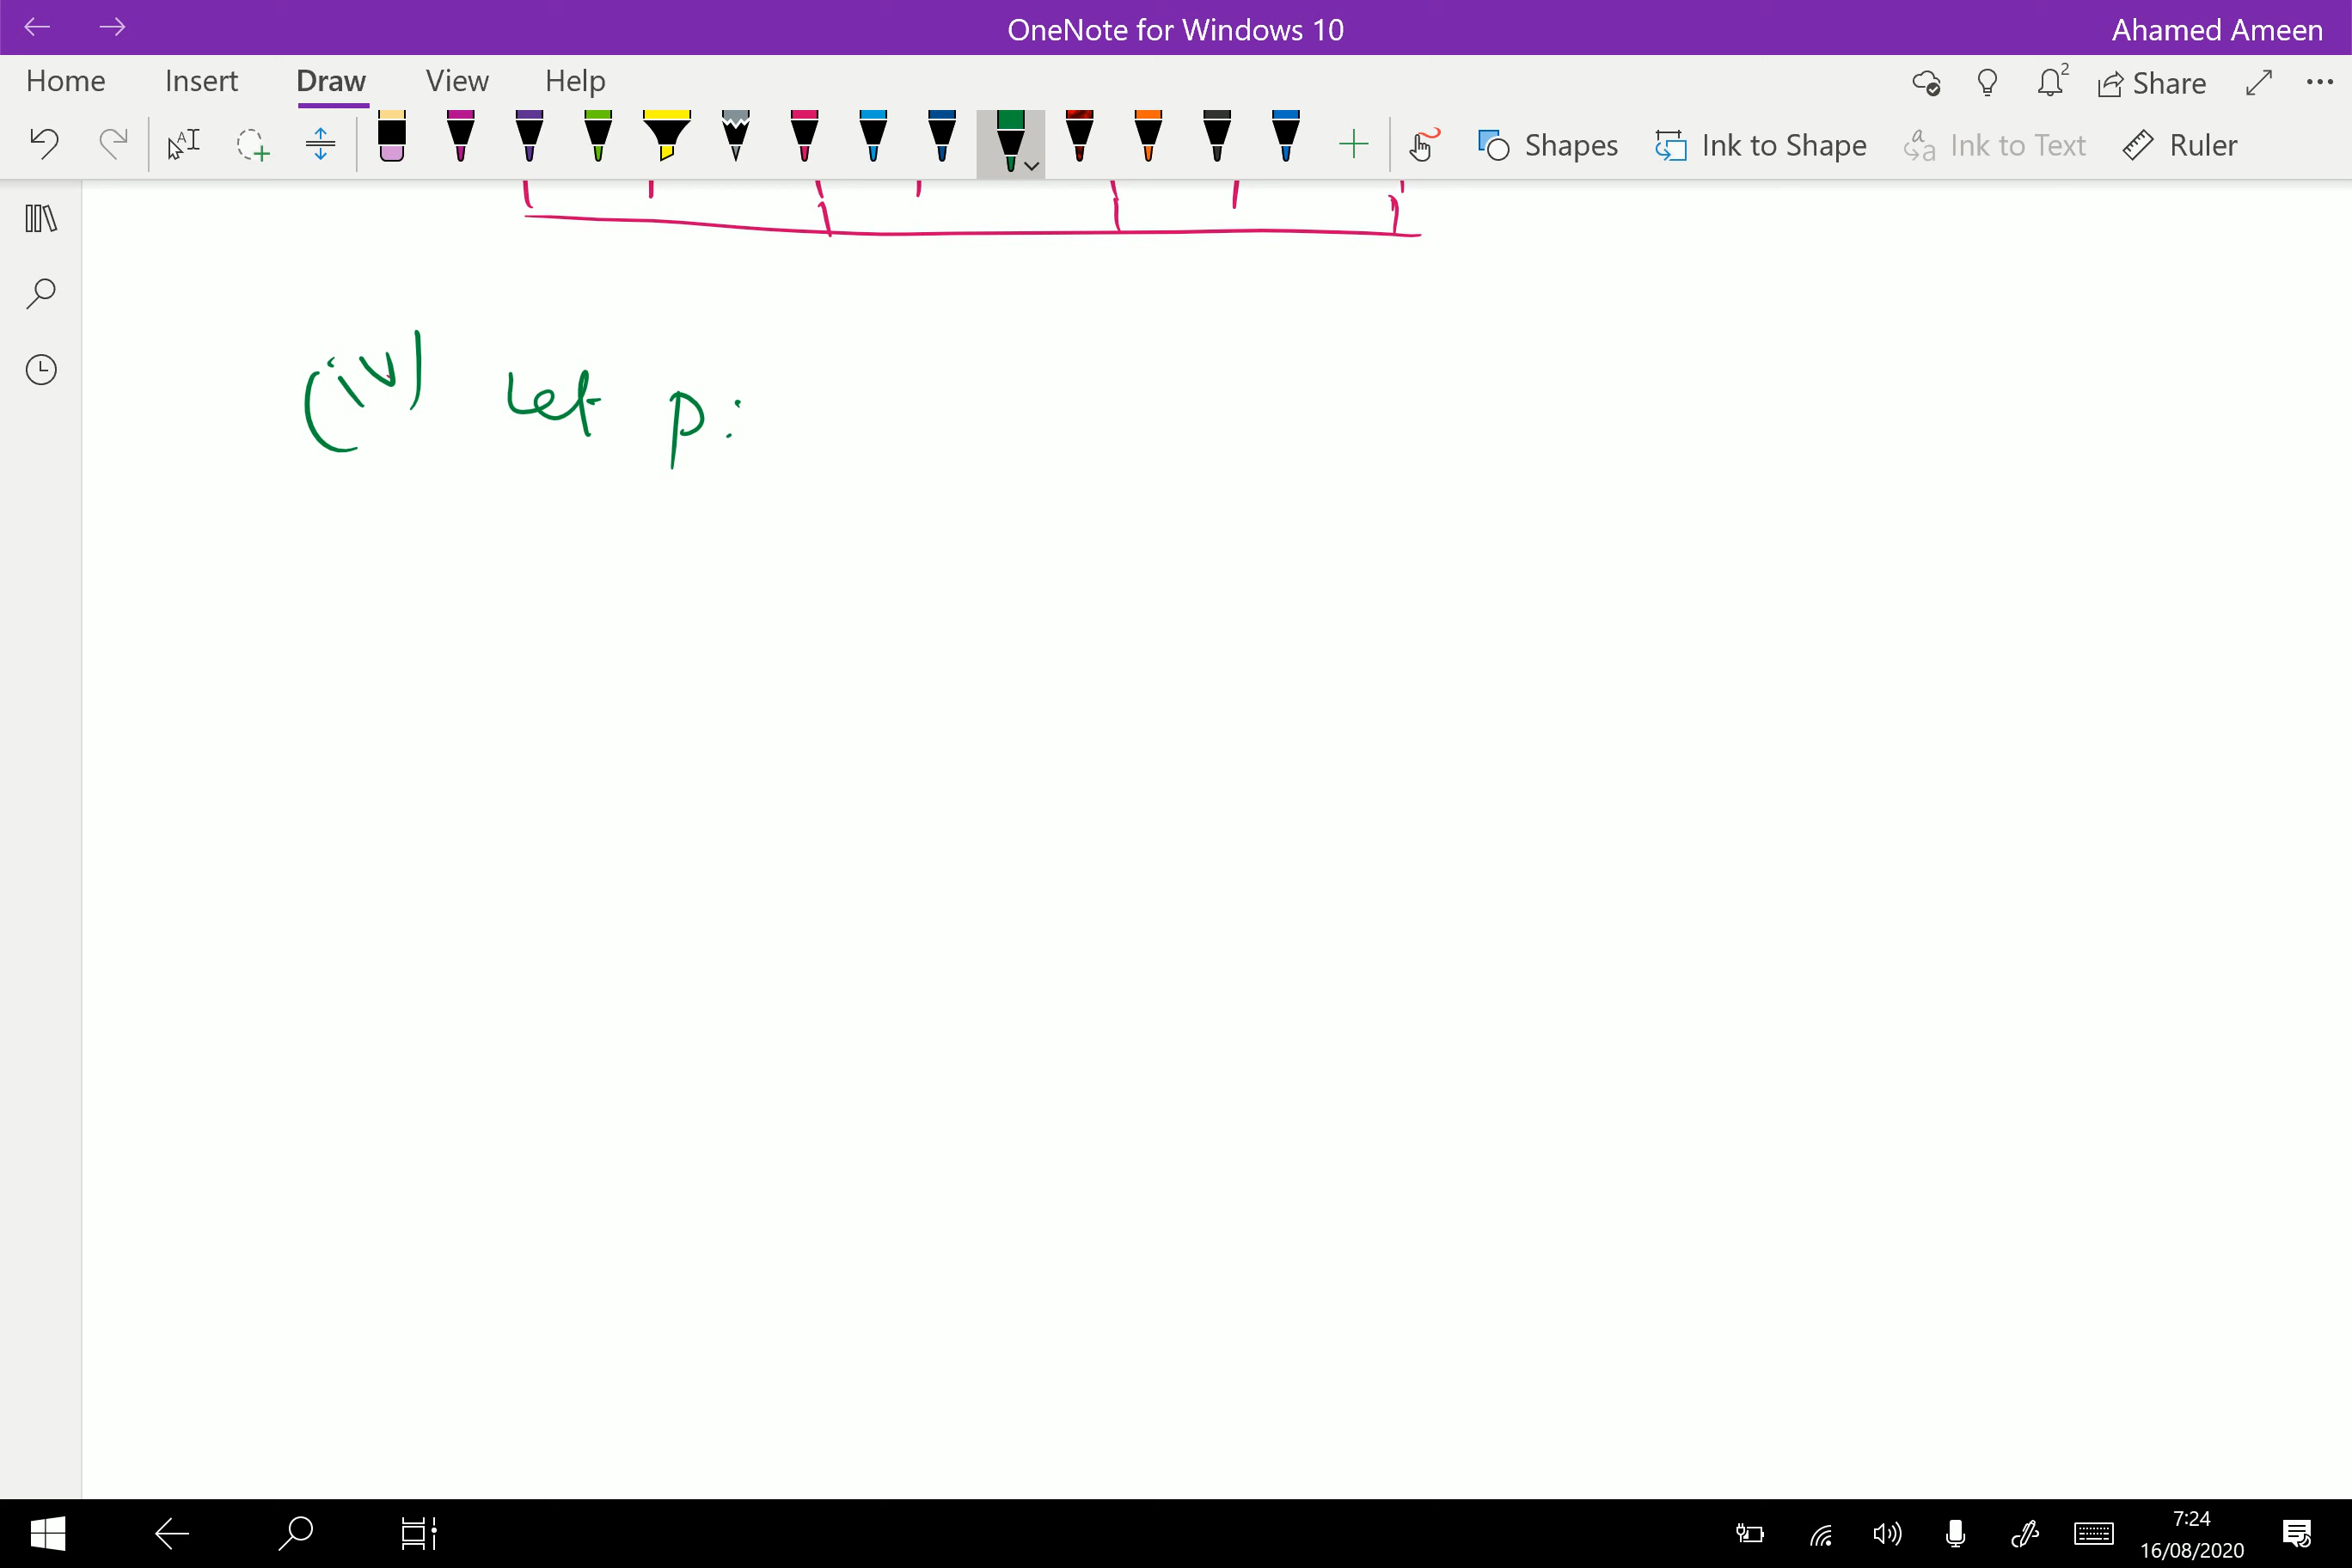 OneNote for Windows 10
Ahamed Ameen
Home Insert Draw View Help
2 Share
Shapes Ink to Shape Ink to Text Ruler
(iv) Let p:
7:24
16/08/2020